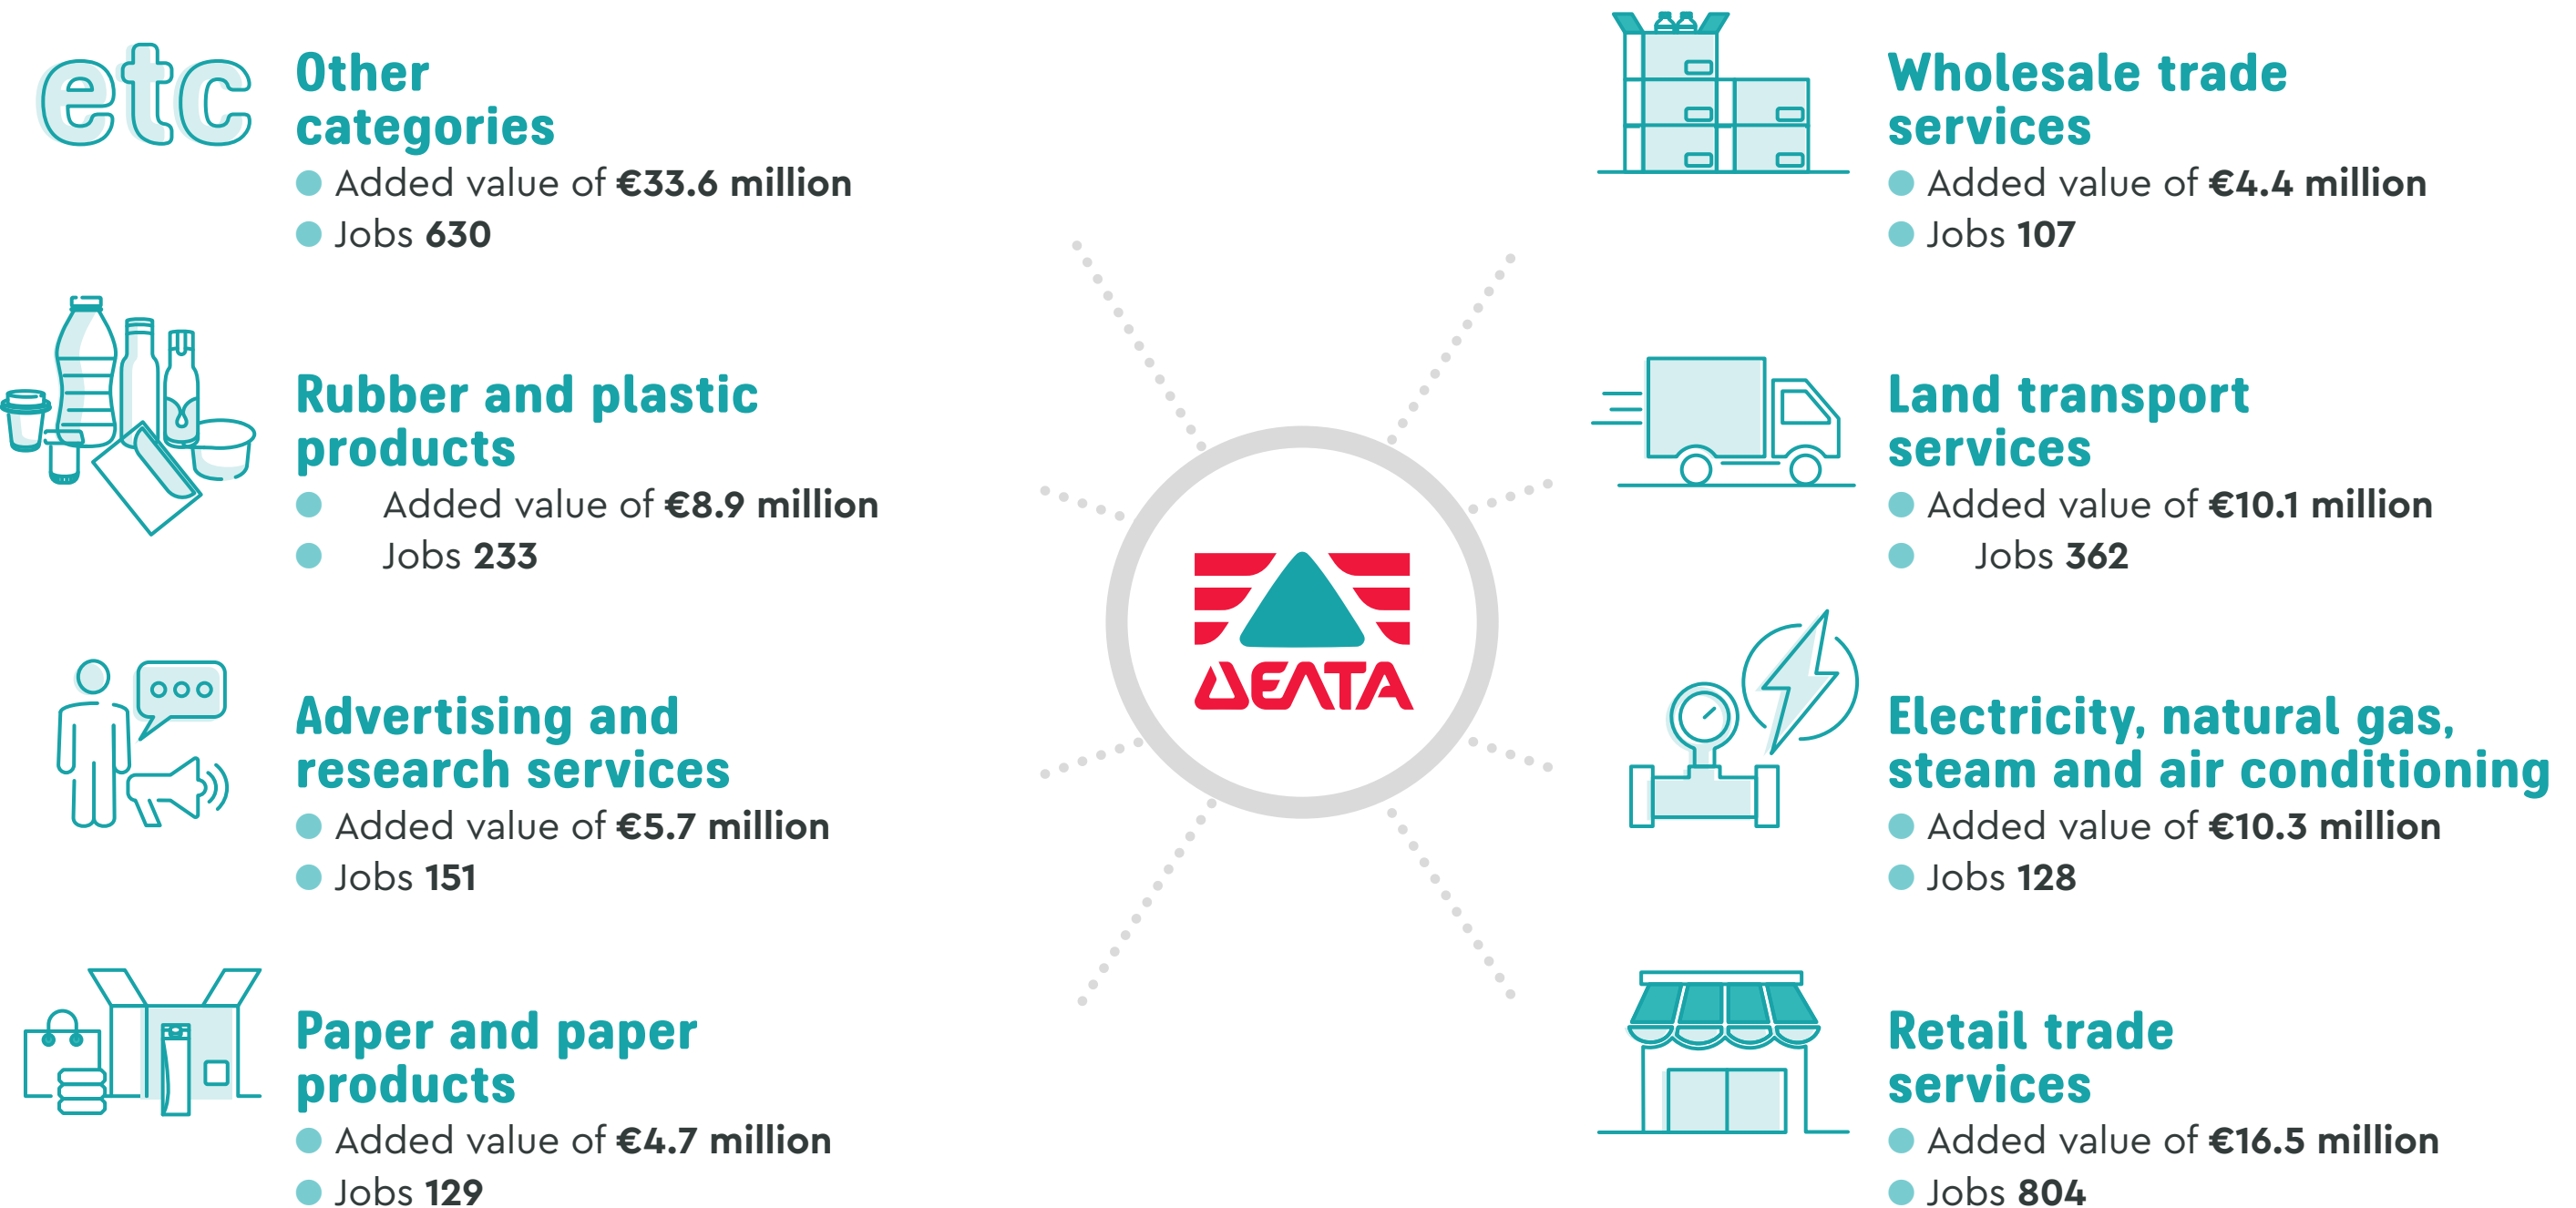 etc
Other
categories
Added value of €33.6 million
Jobs 630
Rubber and plastic
products
Added value of €8.9 million
Jobs 233
Advertising and
research services
Added value of €5.7 million
Jobs 151
Paper and paper
products
Added value of €4.7 million
Jobs 129
ΔΕΛΤΑ
Wholesale trade
services
Added value of €4.4 million
Jobs 107
Land transport
services
Added value of €10.1 million
Jobs 362
Electricity, natural gas,
steam and air conditioning
Added value of €10.3 million
Jobs 128
Retail trade
services
Added value of €16.5 million
Jobs 804